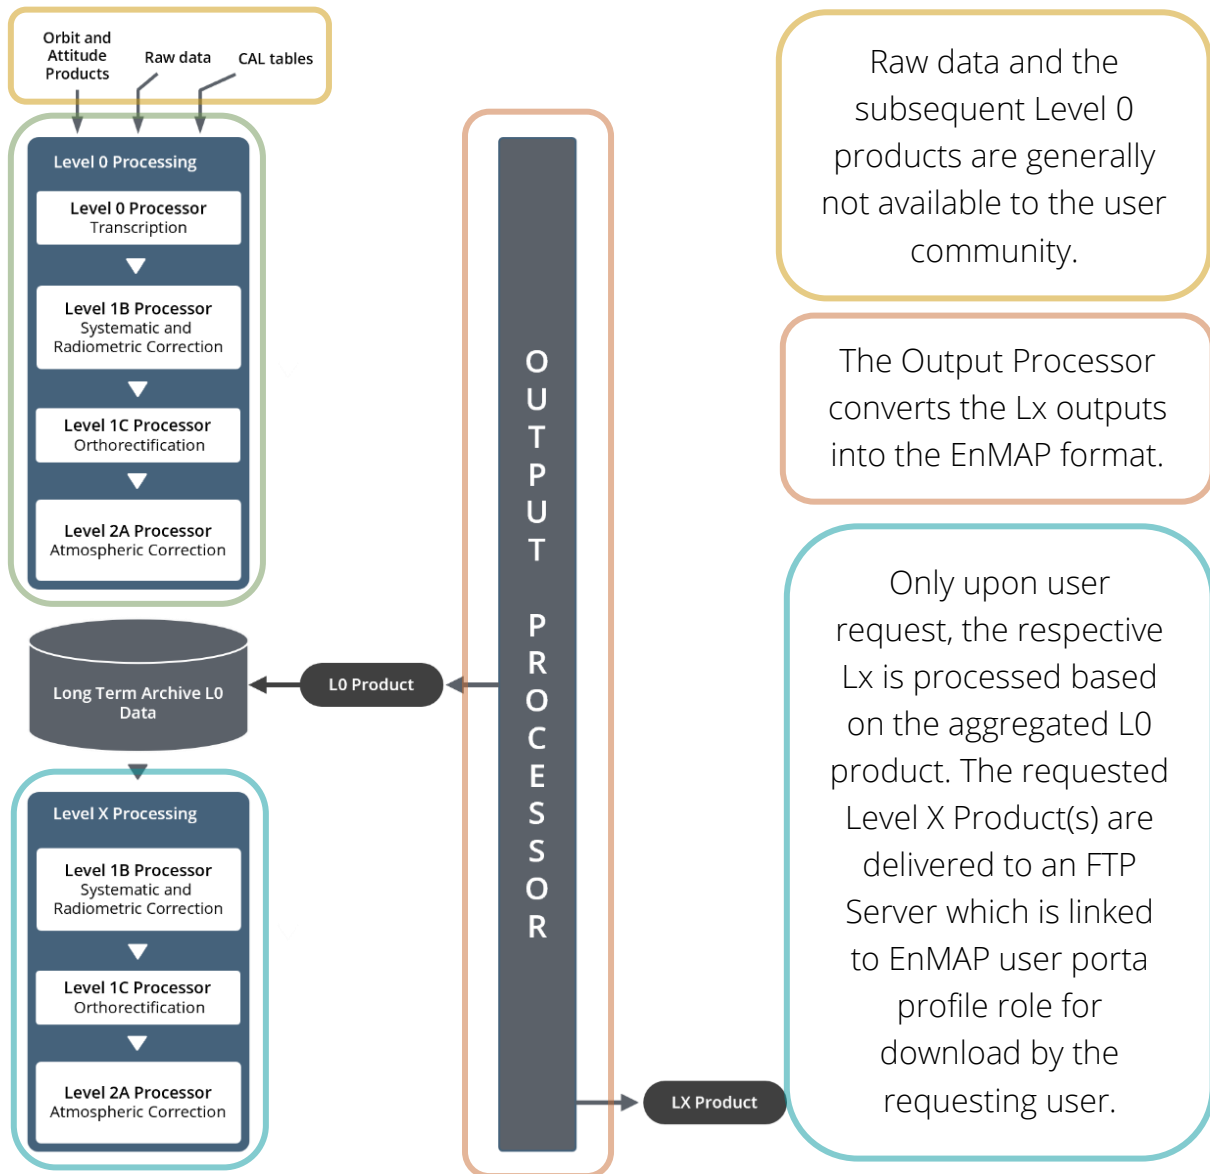 Orbit and
Attitude
Products
Raw data
CAL tables
Level 0 Processing
Level 0 Processor
Transcription
Level 1B Processor
Systematic and
Radiometric Correction
Level 1C Processor
Orthorectification
Level 2A Processor
Atmospheric Correction
Long Term Archive L0
Data
L0 Product
Level X Processing
Level 1B Processor
Systematic and
Radiometric Correction
Level 1C Processor
Orthorectification
Level 2A Processor
Atmospheric Correction
OUTPUT PROCESSOR
LX Product
Raw data and the
subsequent Level 0
products are generally
not available to the user
community.
The Output Processor
converts the Lx outputs
into the EnMAP format.
Only upon user
request, the respective
Lx is processed based
on the aggregated L0
product. The requested
Level X Product(s) are
delivered to an FTP
Server which is linked
to EnMAP user porta
profile role for
download by the
requesting user.